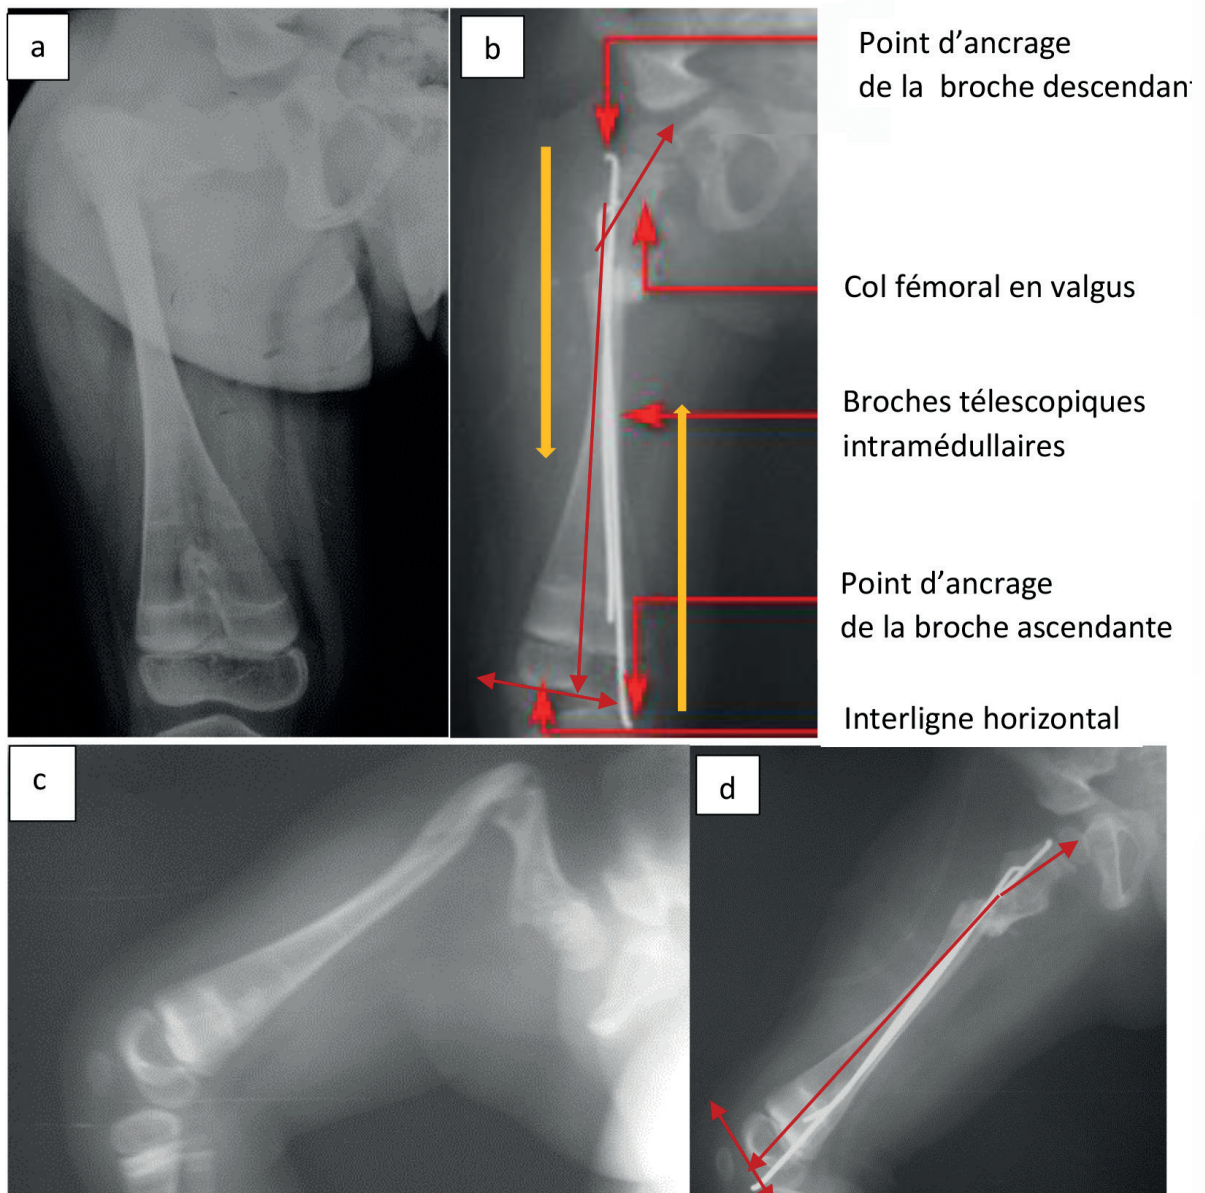 a
b
Point d'ancrage
de la broche descendant
Col fémoral en valgus
Broches télescopiques
intramédullaires
Point d'ancrage
de la broche ascendante
Interligne horizontal
c
d